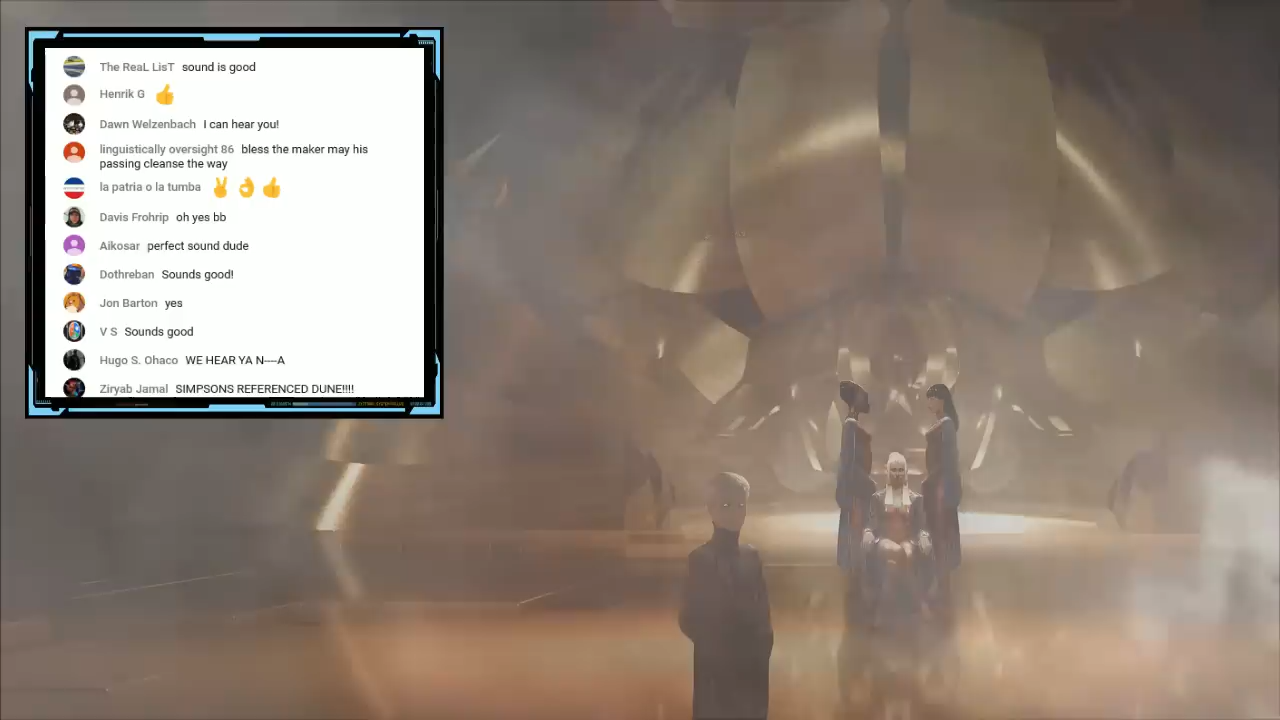 The ReaL LisT sound is good
Henrik G 👍
Dawn Welzenbach I can hear you!
linguistically oversight 86 bless the maker may his
passing cleanse the way
la patria o la tumba ✌👌👍
Davis Frohrip oh yes bb
Aikosar perfect sound dude
Dothreban Sounds good!
Jon Barton yes
V S Sounds good
Hugo S. Ohaco WE HEAR YA N----A
Ziryab Jamal SIMPSONS REFERENCED DUNE!!!!